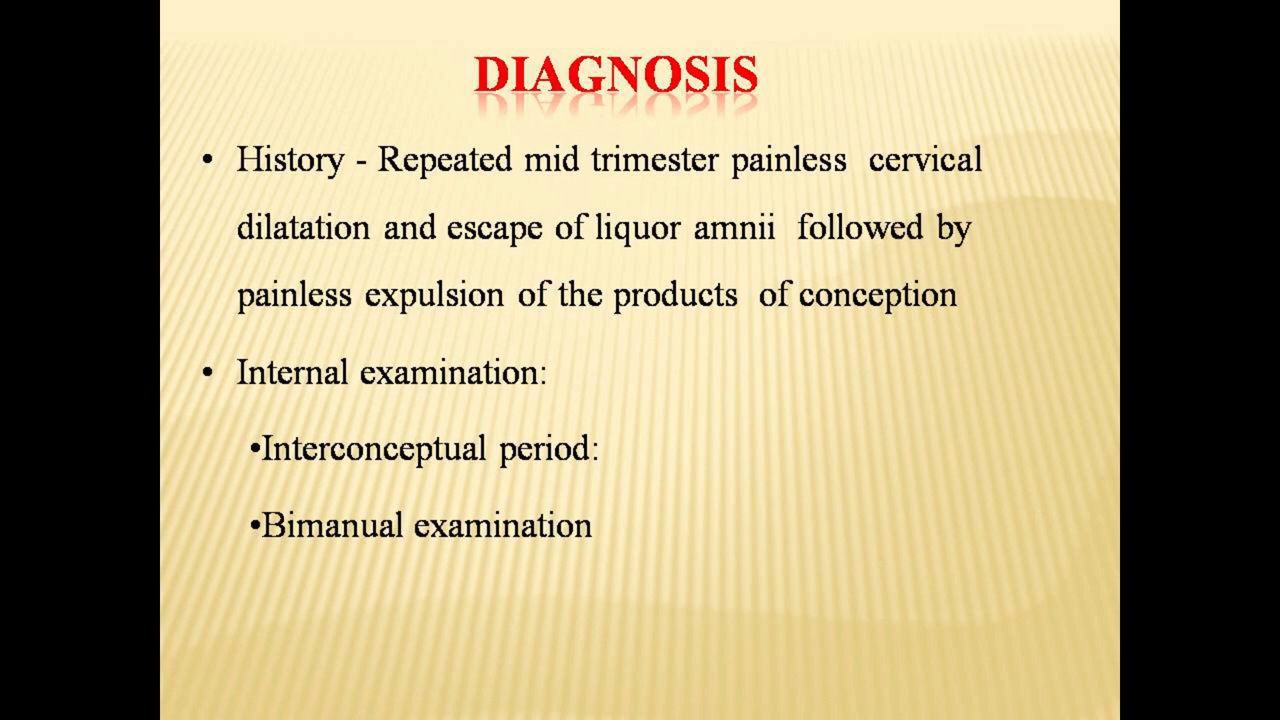 DIAGNOSIS
• History - Repeated mid trimester painless cervical
dilatation and escape of liquor amnii followed by
painless expulsion of the products of conception
• Internal examination:
•Interconceptual period:
•Bimanual examination